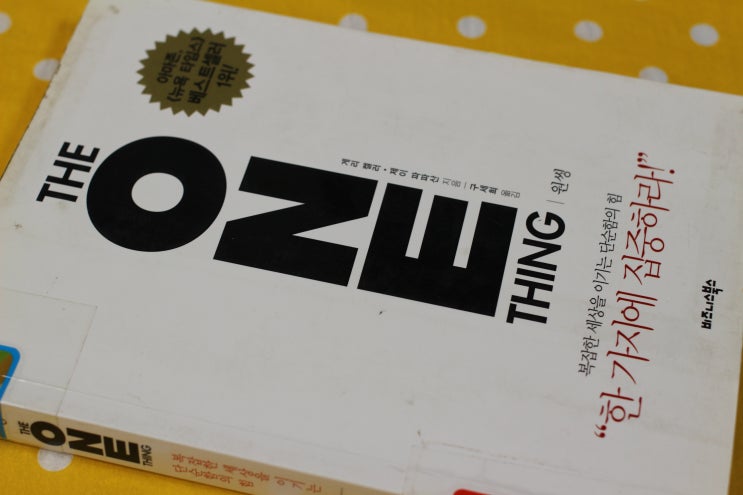 아마존,
〈뉴욕 타임스〉
베스트셀러
1위!
THE
ONE
THING | 원씽
게리 켈러 · 제이 파파산 지음 - 구세희 옮김
복잡한 세상을 이기는 단순함의 힘
“한 가지에 집중하라!”
비즈니스북스
THE
ONE
THING
복잡한 세상을 이기는
단순함의 힘